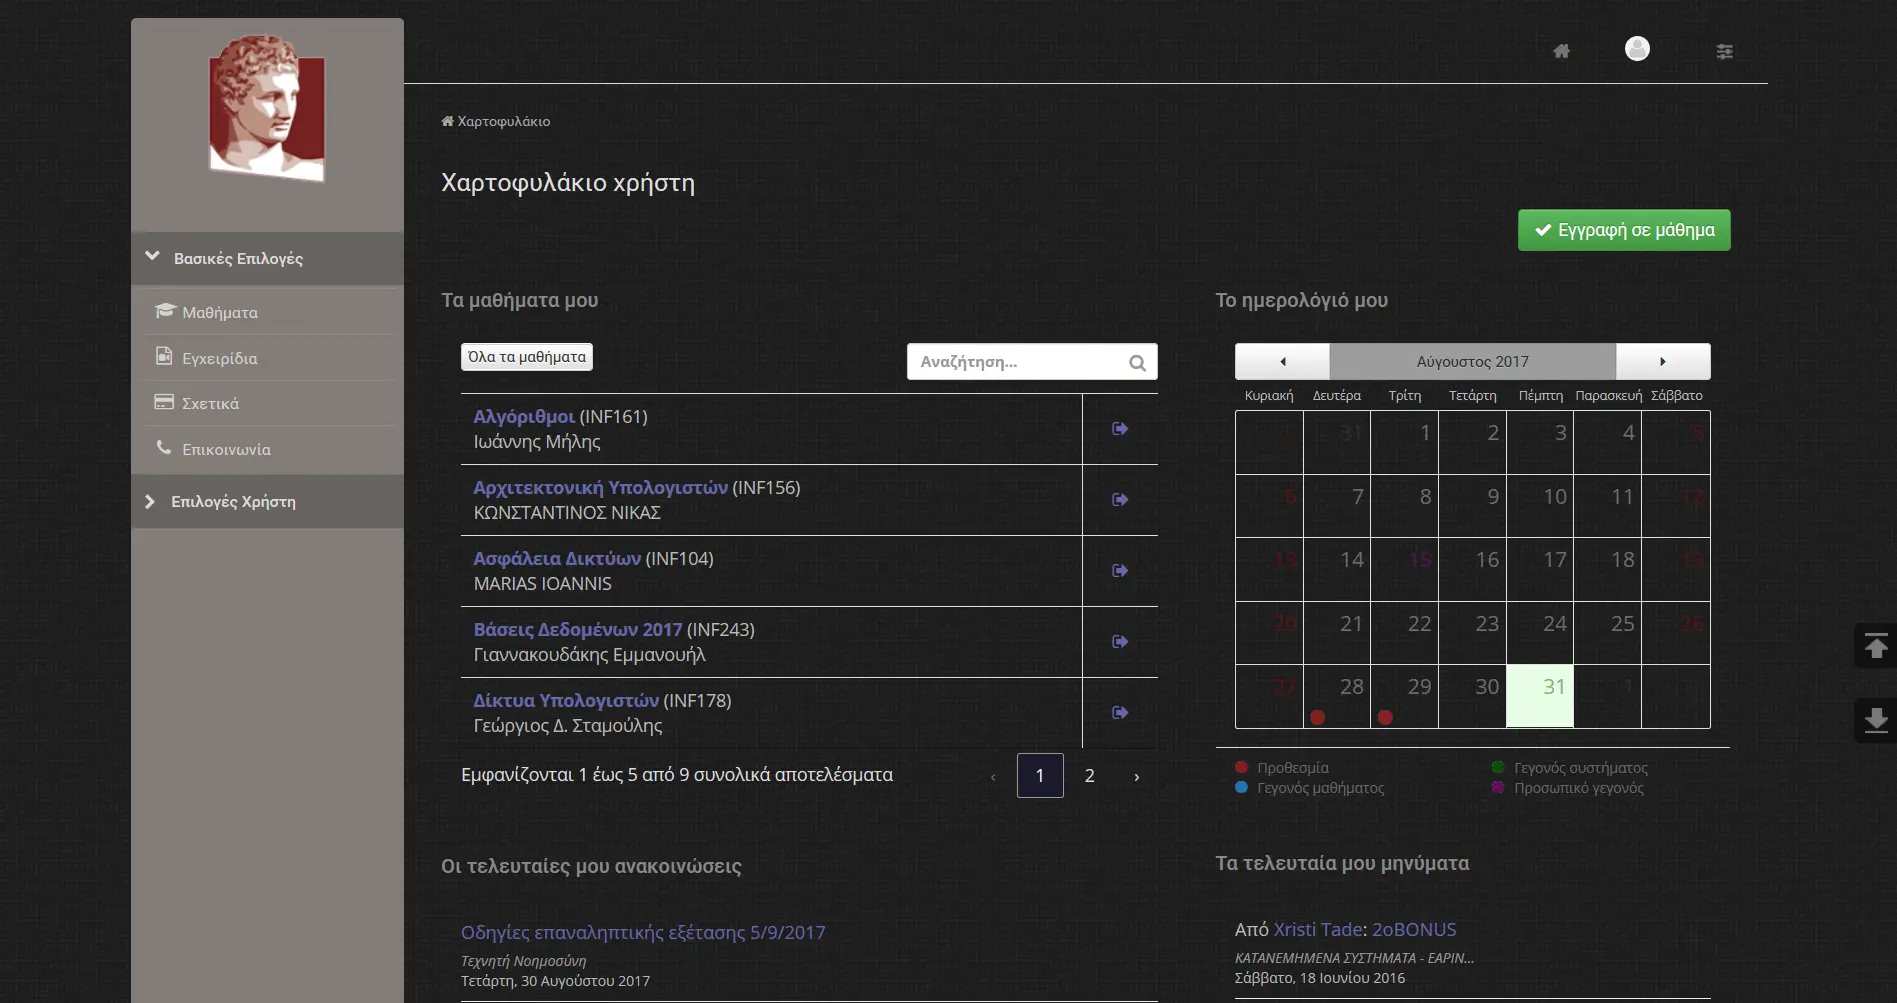 Χαρτοφυλάκιο
Χαρτοφυλάκιο χρήστη
Εγγραφή σε μάθημα
Βασικές Επιλογές
Μαθήματα
Εγχειρίδια
Σχετικά
Επικοινωνία
Επιλογές Χρήστη
Τα μαθήματα μου
Όλα τα μαθήματα
Αναζήτηση...
Αλγόριθμοι (INF161)
Ιωάννης Μήλης
Αρχιτεκτονική Υπολογιστών (INF156)
ΚΩΝΣΤΑΝΤΙΝΟΣ ΝΙΚΑΣ
Ασφάλεια Δικτύων (INF104)
MARIAS IOANNIS
Βάσεις Δεδομένων 2017 (INF243)
Γιαννακουδάκης Εμμανουήλ
Δίκτυα Υπολογιστών (INF178)
Γεώργιος Δ. Σταμούλης
Εμφανίζονται 1 έως 5 από 9 συνολικά αποτελέσματα
‹ 1 2 ›
Το ημερολόγιό μου
Αύγουστος 2017
Κυριακή Δευτέρα Τρίτη Τετάρτη Πέμπτη Παρασκευή Σάββατο
31 1 2 3 4 5
6 7 8 9 10 11 12
13 14 15 16 17 18 19
20 21 22 23 24 25 26
27 28 29 30 31 1
Προθεσμία
Γεγονός συστήματος
Γεγονός μαθήματος
Προσωπικό γεγονός
Οι τελευταίες μου ανακοινώσεις
Οδηγίες επαναληπτικής εξέτασης 5/9/2017
Τεχνητή Νοημοσύνη
Τετάρτη, 30 Αυγούστου 2017
Τα τελευταία μου μηνύματα
Από Xristi Tade: 2οBONUS
ΚΑΤΑΝΕΜΗΜΕΝΑ ΣΥΣΤΗΜΑΤΑ - ΕΑΡΙΝ...
Σάββατο, 18 Ιουνίου 2016